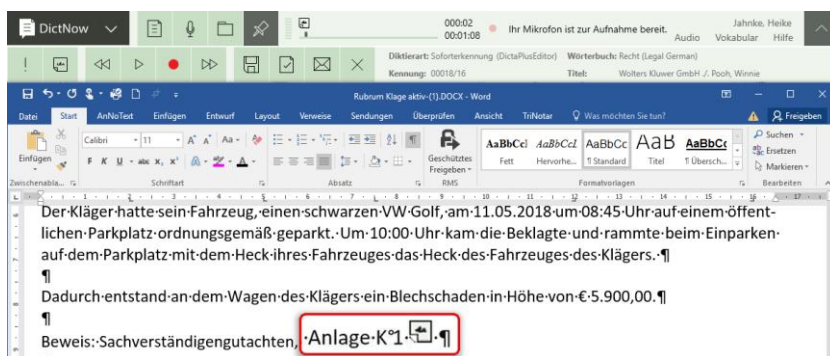 DictNow
000:02
00:01:08
Ihr Mikrofon ist zur Aufnahme bereit.
Jahnke, Heike
Audio Vokabular Hilfe
Diktierart: Soforterkennung (DictaPlusEditor) Wörterbuch: Recht (Legal German)
Kennung: 00018/16 Titel: Wolters Kluwer GmbH ./. Pooh, Winnie
Rubrum Klage aktiv-(1).DOCX - Word
Datei Start AnNoText Einfügen Entwurf Layout Verweise Sendungen Überprüfen Ansicht TriNotar Was möchten Sie tun? Freigeben
Einfügen
Calibri 11
F K U abc x, x²
Geschütztes Freigeben
AaBbCcl AaBbCcL AaBbCc AaB AaBbCc
Fett Hervorhe... ¶ Standard Titel ¶ Übersch...
Suchen
Ersetzen
Markieren
Zwischenabla... Schriftart Absatz RMS Formatvorlagen Bearbeiten
Der Kläger hatte sein Fahrzeug, einen schwarzen VW Golf, am 11.05.2018 um 08:45 Uhr auf einem öffent-
lichen Parkplatz ordnungsgemäß geparkt. Um 10:00 Uhr kam die Beklagte und rammte beim Einparken
auf dem Parkplatz mit dem Heck ihres Fahrzeuges das Heck des Fahrzeuges des Klägers. ¶
¶
Dadurch entstand an dem Wagen des Klägers ein Blechschaden in Höhe von € 5.900,00. ¶
¶
Beweis: Sachverständigengutachten, Anlage K°1 ¶